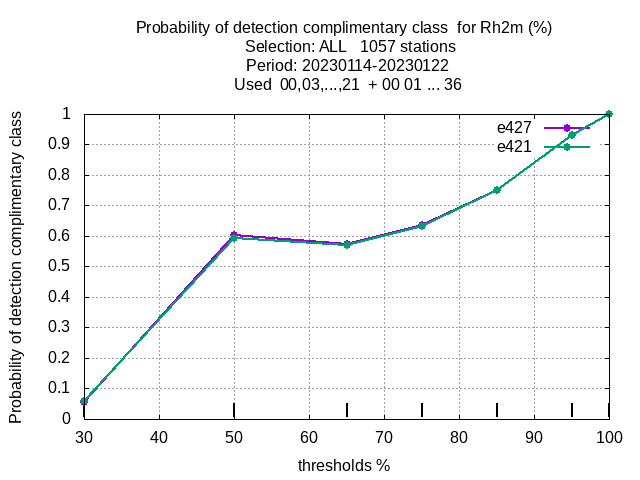 Probability of detection complimentary class  for Rh2m (%)
Selection: ALL   1057 stations
Period: 20230114-20230122
Used  00,03,...,21  + 00 01 ... 36
Probability of detection complimentary class
1
0.9
0.8
0.7
0.6
0.5
0.4
0.3
0.2
0.1
0
e427
e421
30 40 50 60 70 80 90 100
thresholds %